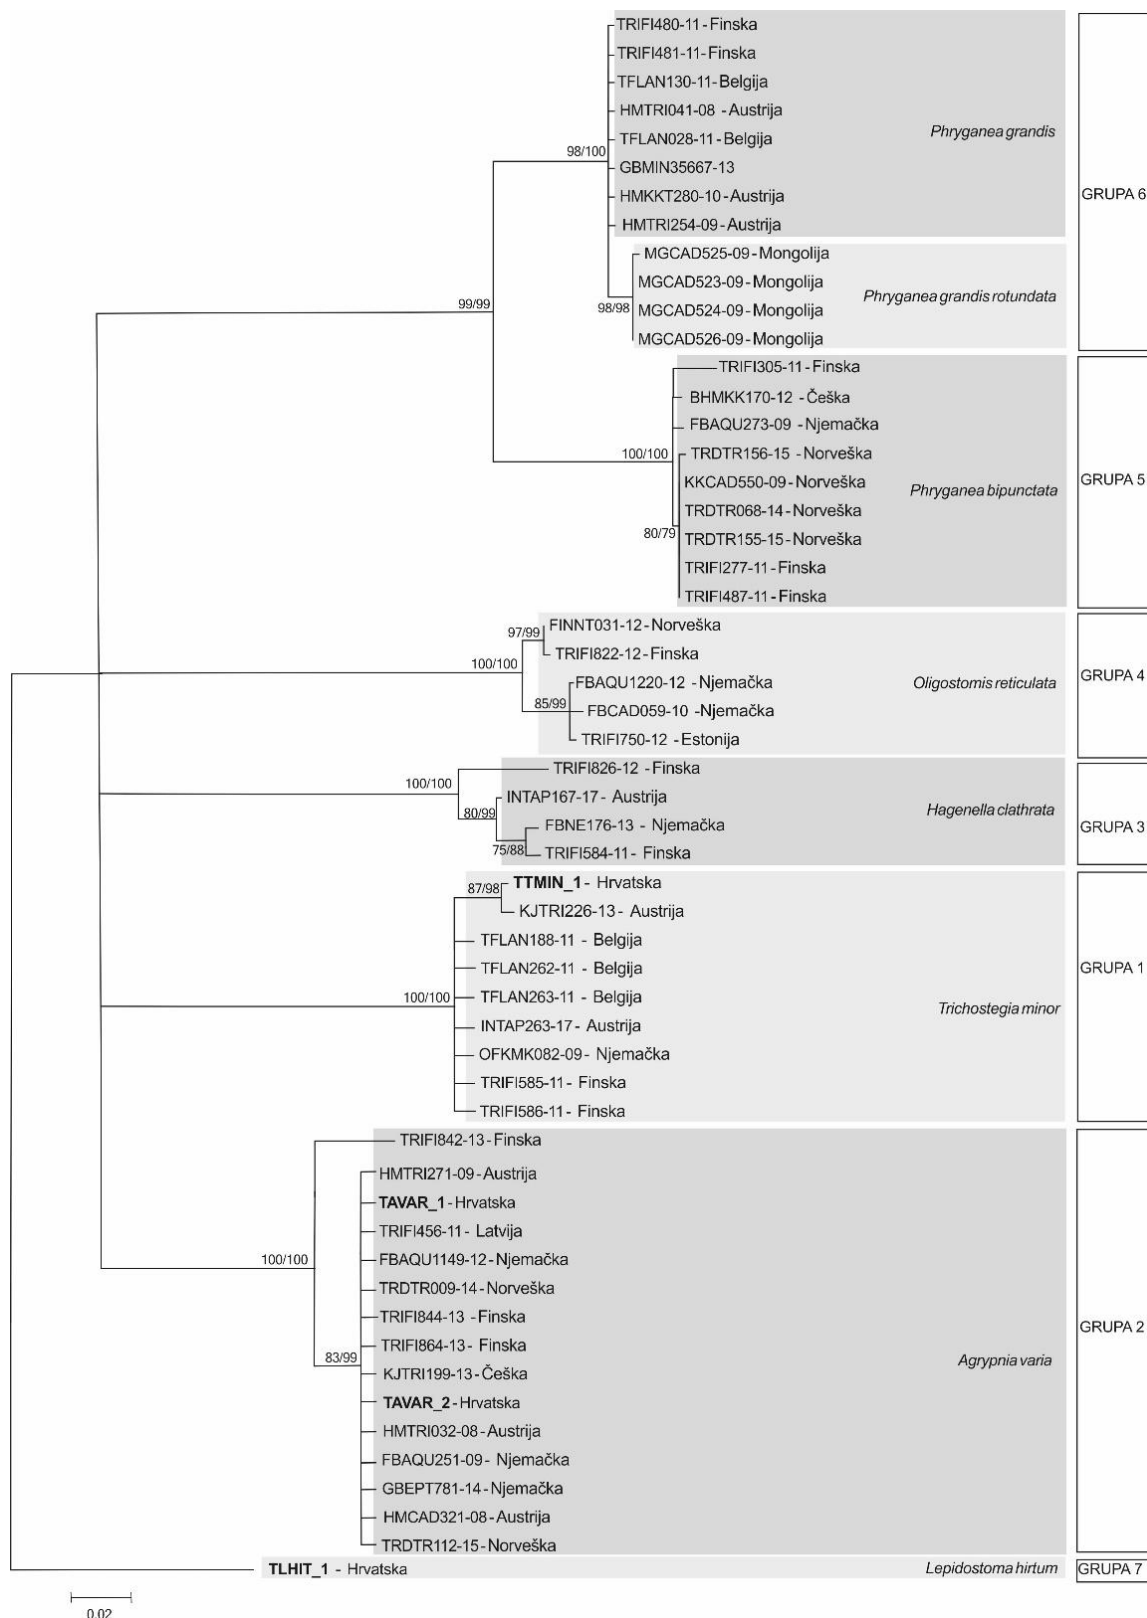 TRIFI480-11-Finska
TRIFI481-11-Finska
TFLAN130-11-Belgija
HMTRI041-08 -Austrija
Phryganea grandis
TFLAN028-11-Belgija
98/100
GBMIN35667-13
GRUPA 6
HMKKT280-10-Austrija
HMTRI254-09-Austrija
MGCAD525-09-Mongolija
MGCAD523-09-Mongolija
Phryganea grandis rotundata
99/99
98/98
MGCAD524-09-Mongolija
MGCAD526-09-Mongolija
TRIFI305-11-Finska
BHMKK170-12 -Češka
FBAQU273-09 -Njemačka
100/100
TRDTR156-15 -Norveška
KKCAD550-09-Norveška
Phryganea bipunctata
GRUPA 5
TRDTR068-14-Norveška
80/79
TRDTR155-15-Norveška
TRIFI277-11-Finska
TRIFI487-11-Finska
FINNT031-12-Norveška
97/99
TRIFI822-12-Finska
100/100
FBAQU1220-12 -Njemačka
Oligostomis reticulata
GRUPA 4
85/99
FBCAD059-10 -Njemačka
TRIFI750-12-Estonija
TRIFI826-12 -Finska
100/100
INTAP167-17- Austrija
Hagenella clathrata
80/99
FBNE176-13 - Njemačka
GRUPA 3
75/88
TRIFI584-11 - Finska
TTMIN_1- Hrvatska
87/98
KJTRI226-13- Austrija
TFLAN188-11 - Belgija
TFLAN262-11 - Belgija
GRUPA 1
100/100
TFLAN263-11 - Belgija
Trichostegia minor
INTAP263-17- Austrija
OFKMK082-09- Njemačka
TRIFI585-11- Finska
TRIFI586-11- Finska
TRIFI842-13-Finska
HMTRI271-09-Austrija
TAVAR_1-Hrvatska
TRIFI456-11- Latvija
100/100
FBAQU1149-12-Njemačka
TRDTR009-14-Norveška
TRIFI844-13 -Finska
GRUPA 2
83/99
TRIFI864-13-Finska
Agrypnia varia
KJTRI199-13-Češka
TAVAR_2-Hrvatska
HMTRI032-08-Austrija
FBAQU251-09- Njemačka
GBEPT781-14-Njemačka
HMCAD321-08-Austrija
TRDTR112-15-Norveška
TLHIT_1 - Hrvatska
Lepidostoma hirtum
GRUPA 7
0.02